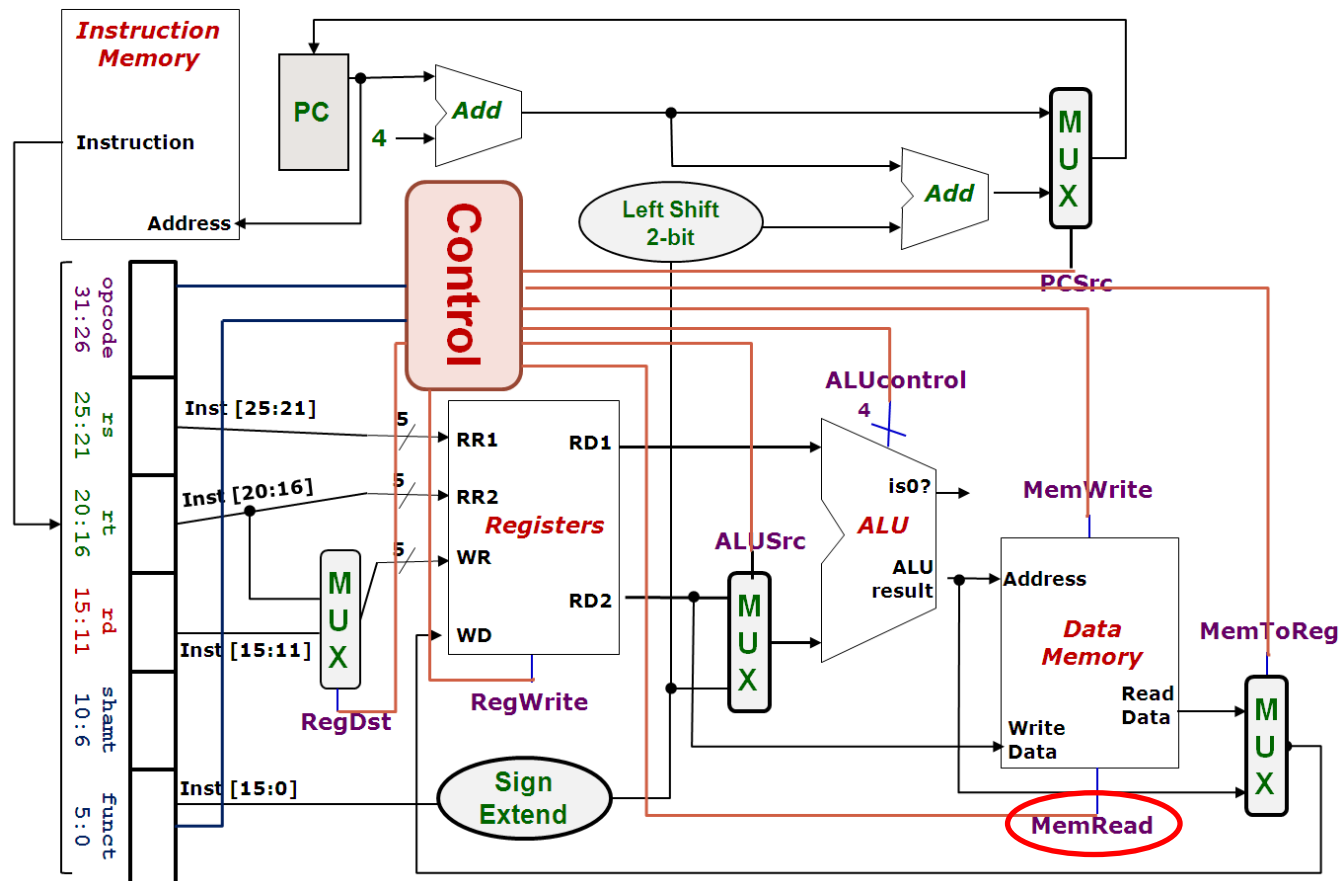 Instruction
Memory
Instruction
Address
PC
4
Add
Left Shift
2-bit
Add
M
U
X
PCSrc
Control
opcode
31:26
rs
25:21
rt
20:16
rd
15:11
shamt
10:6
funct
5:0
Inst [25:21]
5
Inst [20:16]
5
5
M
U
X
Inst [15:11]
RegDst
Inst [15:0]
Sign
Extend
RR1
RR2
WR
WD
RD1
RD2
Registers
RegWrite
ALUSrc
M
U
X
ALUcontrol
4
is0?
ALU
ALU
result
MemWrite
Address
Data
Memory
Read
Data
Write
Data
MemRead
MemToReg
M
U
X